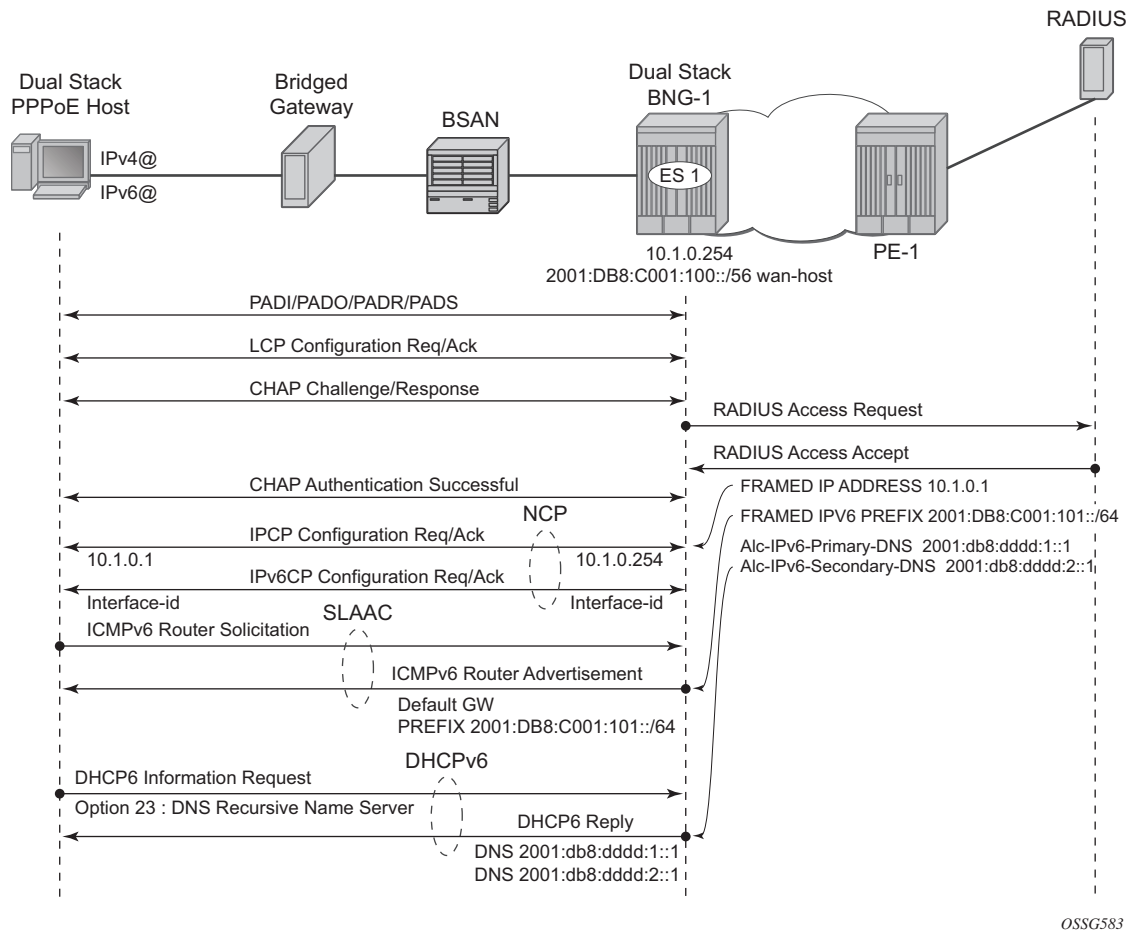 RADIUS
Dual Stack
PPPoE Host
Bridged
Gateway
BSAN
Dual Stack
BNG-1
IPv4@
IPv6@
ES 1
PE-1
10.1.0.254
2001:DB8:C001:100::/56 wan-host
PADI/PADO/PADR/PADS
LCP Configuration Req/Ack
CHAP Challenge/Response
RADIUS Access Request
RADIUS Access Accept
CHAP Authentication Successful
FRAMED IP ADDRESS 10.1.0.1
NCP
FRAMED IPV6 PREFIX 2001:DB8:C001:101::/64
IPCP Configuration Req/Ack
Alc-IPv6-Primary-DNS 2001:db8:dddd:1::1
10.1.0.1
10.1.0.254
Alc-IPv6-Secondary-DNS 2001:db8:dddd:2::1
IPv6CP Configuration Req/Ack
Interface-id
Interface-id
SLAAC
ICMPv6 Router Solicitation
ICMPv6 Router Advertisement
Default GW
PREFIX 2001:DB8:C001:101::/64
DHCPv6
DHCP6 Information Request
Option 23 : DNS Recursive Name Server
DHCP6 Reply
DNS 2001:db8:dddd:1::1
DNS 2001:db8:dddd:2::1
OSSG583